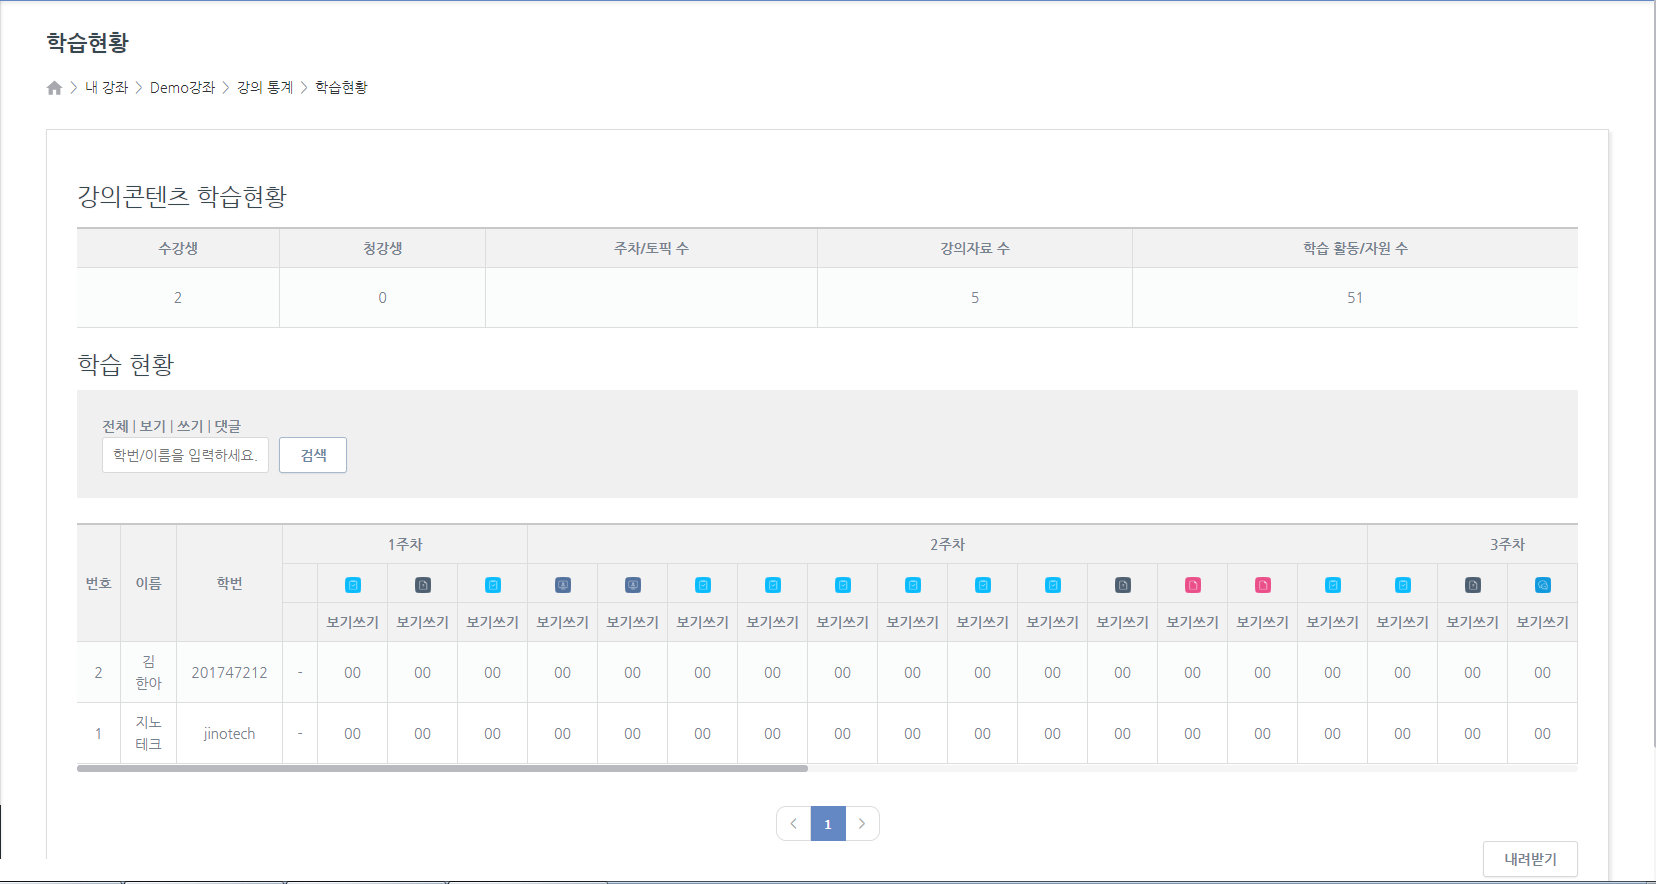 학습현황
내 강좌 > Demo강좌 > 강의 통계 > 학습현황
강의콘텐츠 학습현황
수강생 청강생 주차/토픽 수 강의자료 수 학습 활동/자원 수
2 0 5 51
학습 현황
전체 | 보기 | 쓰기 | 댓글
학번/이름을 입력하세요. 검색
1주차 2주차 3주차
번호 이름 학번
보기쓰기 보기쓰기 보기쓰기 보기쓰기 보기쓰기 보기쓰기 보기쓰기 보기쓰기 보기쓰기 보기쓰기 보기쓰기 보기쓰기 보기쓰기 보기쓰기 보기쓰기 보기쓰기 보기쓰기 보기쓰기
2 김 한아 201747212 - 00 00 00 00 00 00 00 00 00 00 00 00 00 00 00 00 00 00
1 지노 테크 jinotech - 00 00 00 00 00 00 00 00 00 00 00 00 00 00 00 00 00 00
< 1 >
내려받기